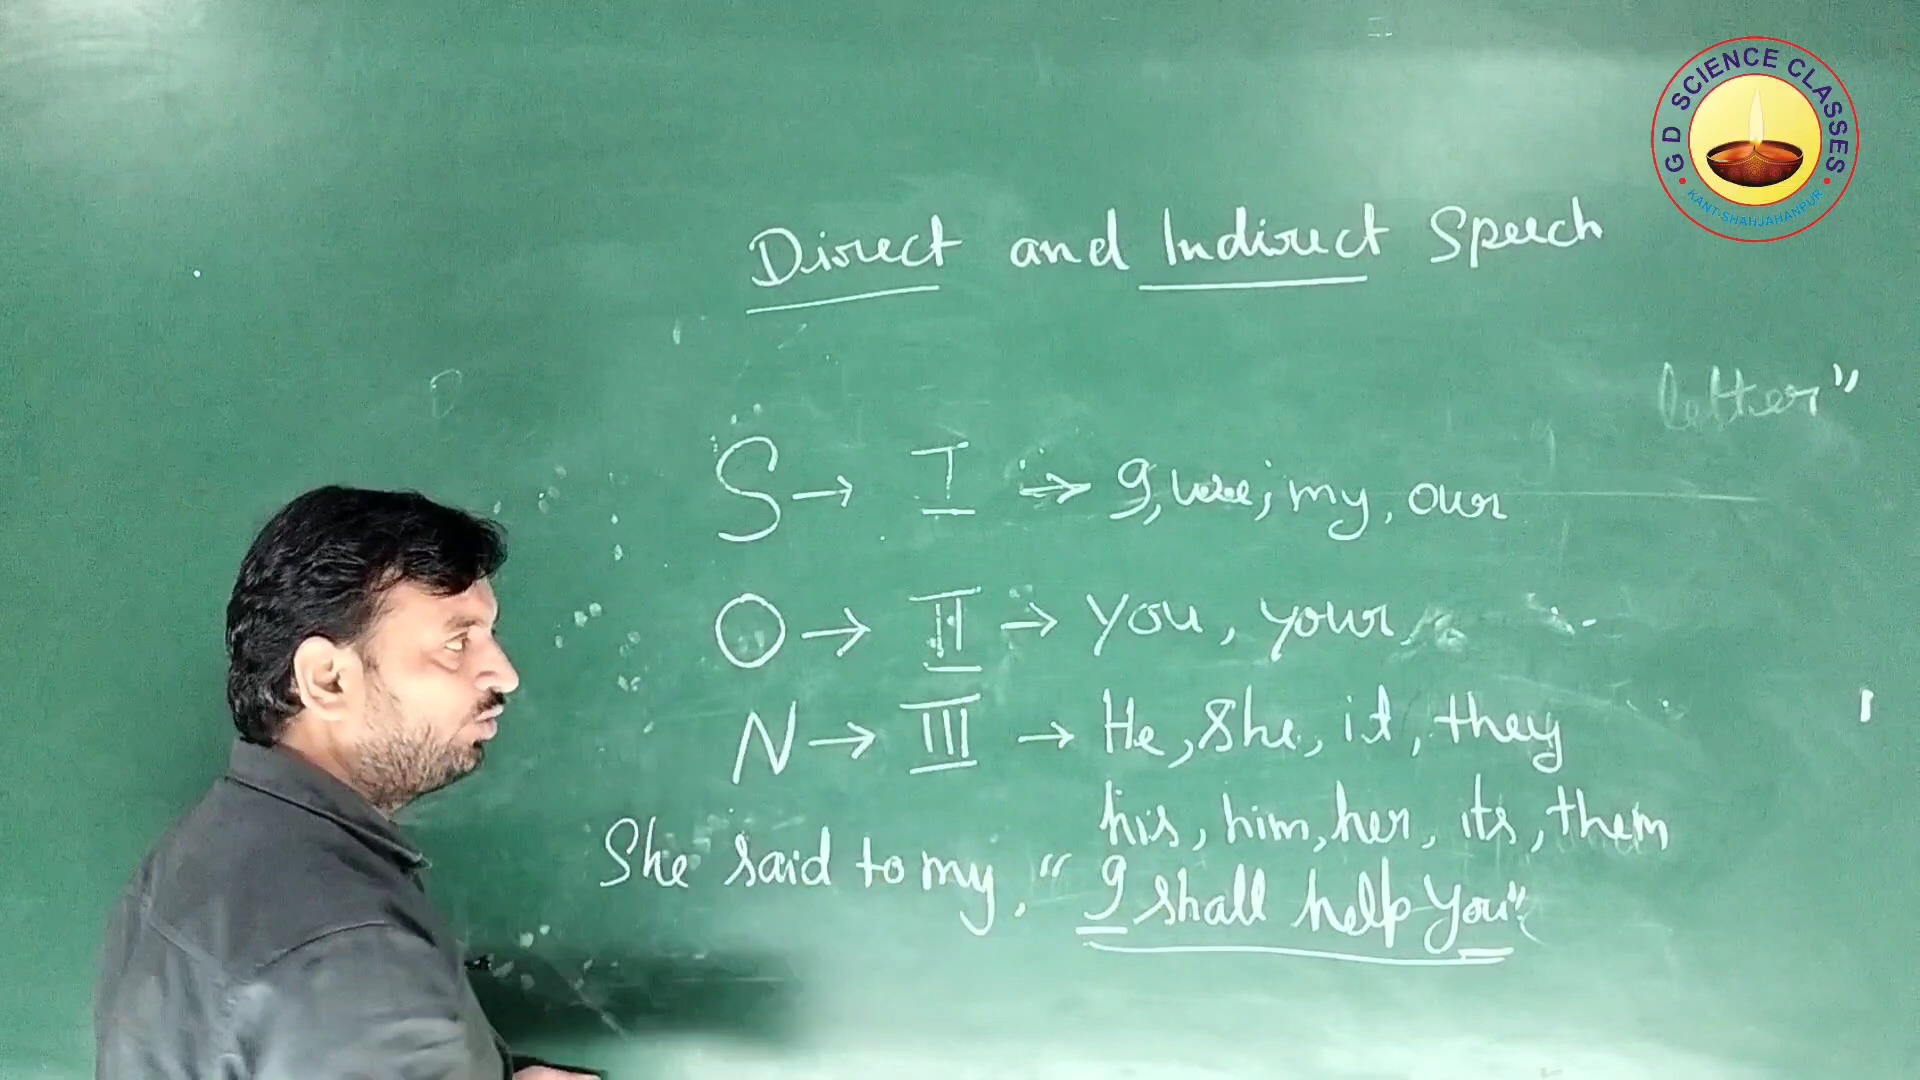 G D SCIENCE CLASSES
KANT-SHAHJAHANPUR
Direct and Indirect Speech
letter"
S → I → I, we, my, our
O → II → you, your
N → III → He, she, it, they
his, him, her, its, them
She said to my, "I shall help you"